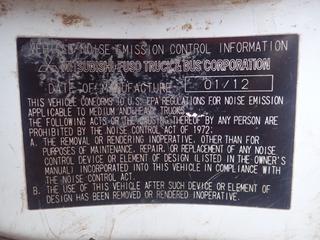 VEHICLE NOISE EMISSION CONTROL INFORMATION
MITSUBISHI FUSO TRUCK & BUS CORPORATION
DATE OF MANUFACTURE 01/12
THIS VEHICLE CONFORMS TO U.S. EPA REGULATIONS FOR NOISE EMISSION
APPLICABLE TO MEDIUM AND HEAVY TRUCKS.
THE FOLLOWING ACTS OR THE CAUSING THEREOF BY ANY PERSON ARE
PROHIBITED BY THE NOISE CONTROL ACT OF 1972:
A. THE REMOVAL OR RENDERING INOPERATIVE, OTHER THAN FOR
PURPOSES OF MAINTENANCE, REPAIR, OR REPLACEMENT, OF ANY NOISE
CONTROL DEVICE OR ELEMENT OF DESIGN (LISTED IN THE OWNER'S
MANUAL) INCORPORATED INTO THIS VEHICLE IN COMPLIANCE WITH
THE NOISE CONTROL ACT.
B. THE USE OF THIS VEHICLE AFTER SUCH DEVICE OR ELEMENT OF
DESIGN HAS BEEN REMOVED OR RENDERED INOPERATIVE.